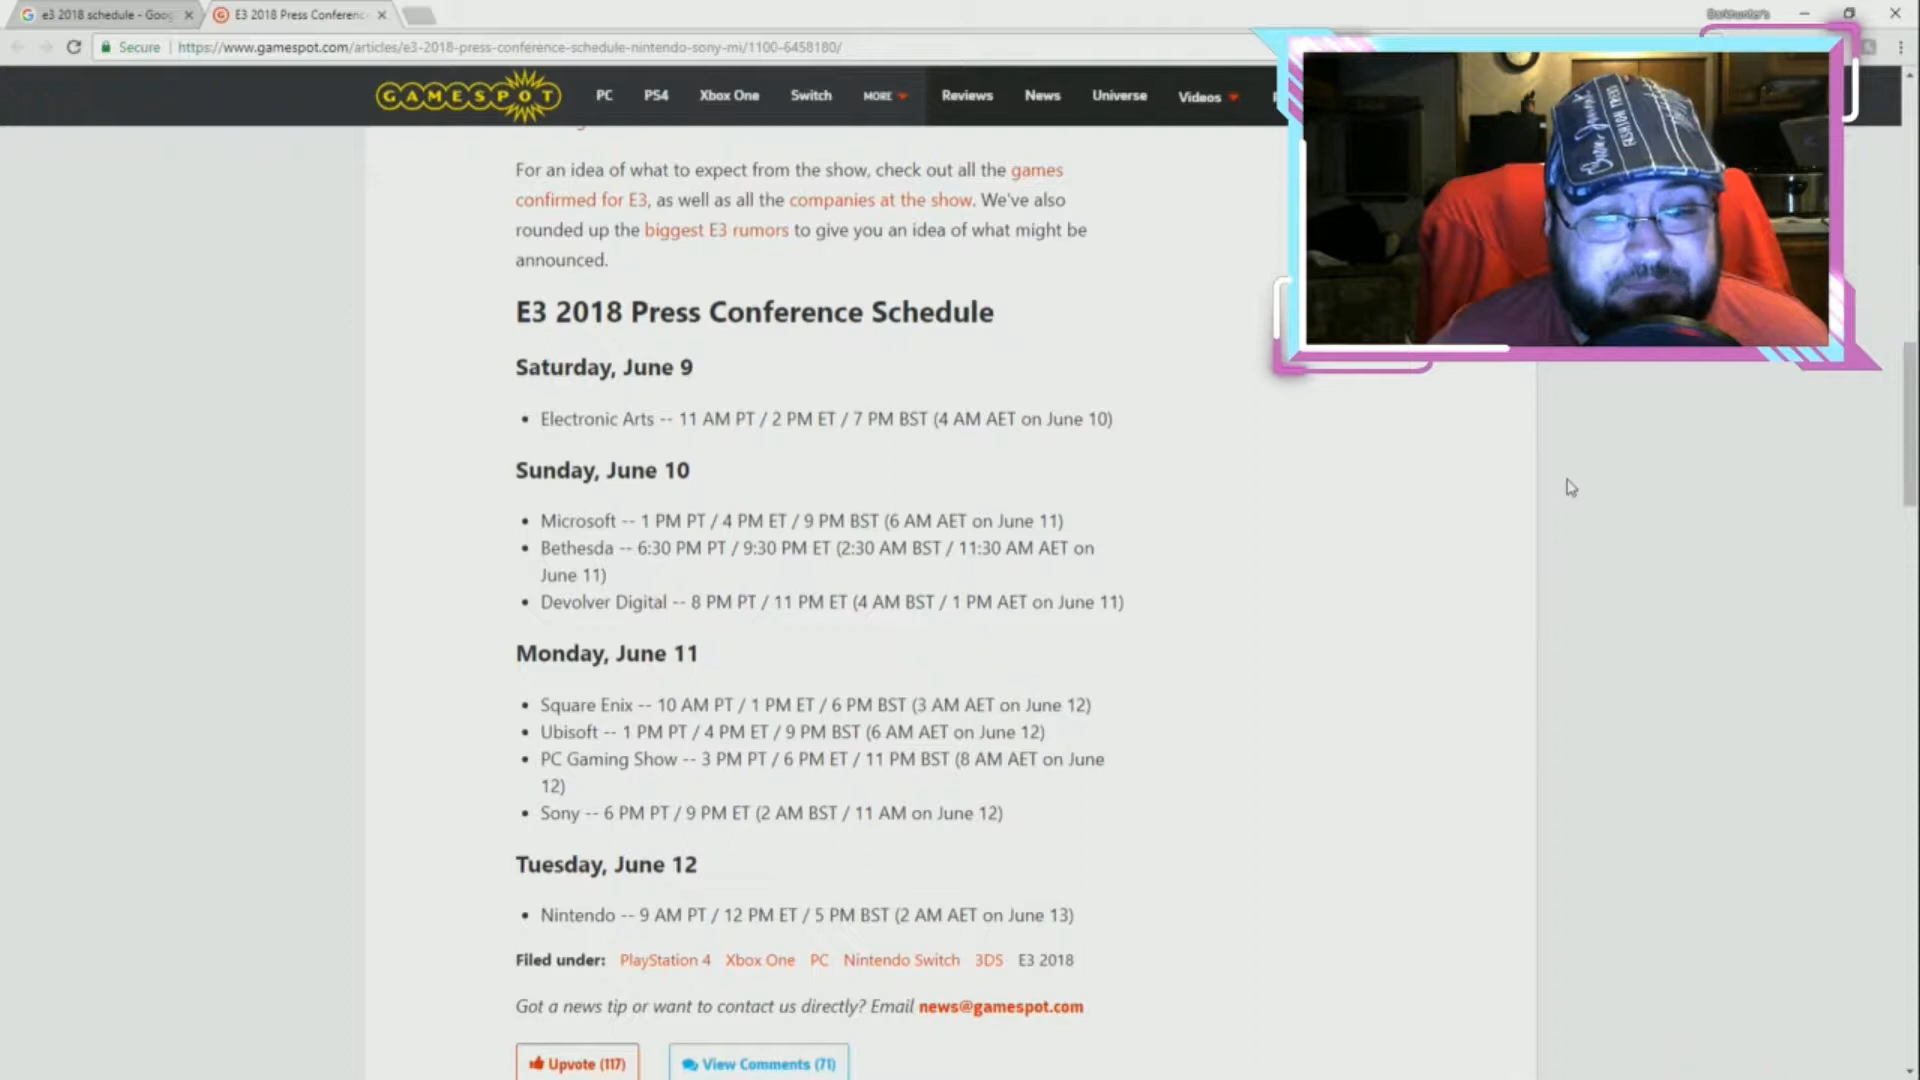 e3 2018 schedule - Goog
E3 2018 Press Conferenc
Secure
https://www.gamespot.com/articles/e3-2018-press-conference-schedule-nintendo-sony-mi/1100-6458180/
GAMESPOT PC PS4 Xbox One Switch MORE Reviews News Universe Videos
FASHION TREK
For an idea of what to expect from the show, check out all the games
confirmed for E3, as well as all the companies at the show. We've also
rounded up the biggest E3 rumors to give you an idea of what might be
announced.
E3 2018 Press Conference Schedule
Saturday, June 9
• Electronic Arts -- 11 AM PT / 2 PM ET / 7 PM BST (4 AM AET on June 10)
Sunday, June 10
• Microsoft -- 1 PM PT / 4 PM ET / 9 PM BST (6 AM AET on June 11)
• Bethesda -- 6:30 PM PT / 9:30 PM ET (2:30 AM BST / 11:30 AM AET on
June 11)
• Devolver Digital -- 8 PM PT / 11 PM ET (4 AM BST / 1 PM AET on June 11)
Monday, June 11
• Square Enix -- 10 AM PT / 1 PM ET / 6 PM BST (3 AM AET on June 12)
• Ubisoft -- 1 PM PT / 4 PM ET / 9 PM BST (6 AM AET on June 12)
• PC Gaming Show -- 3 PM PT / 6 PM ET / 11 PM BST (8 AM AET on June
12)
• Sony -- 6 PM PT / 9 PM ET (2 AM BST / 11 AM on June 12)
Tuesday, June 12
• Nintendo -- 9 AM PT / 12 PM ET / 5 PM BST (2 AM AET on June 13)
Filed under: PlayStation 4 Xbox One PC Nintendo Switch 3DS E3 2018
Got a news tip or want to contact us directly? Email news@gamespot.com
Upvote (117)
View Comments (71)